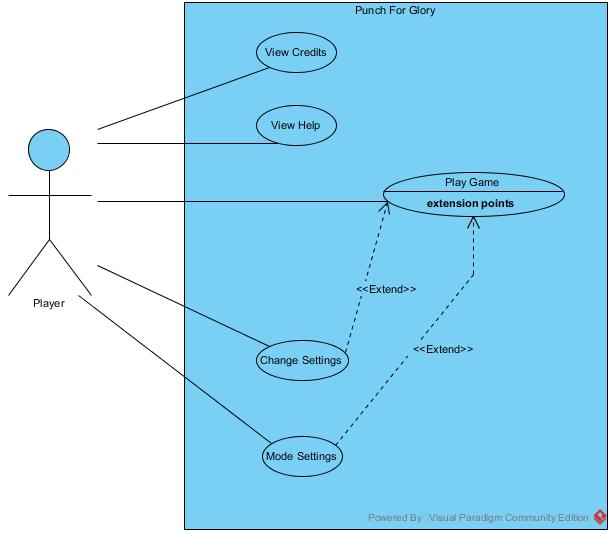 Punch For Glory
View Credits
View Help
Play Game
extension points
<<Extend>>
Player
<<Extend>>
Change Settings
Mode Settings
Powered By Visual Paradigm Community Edition